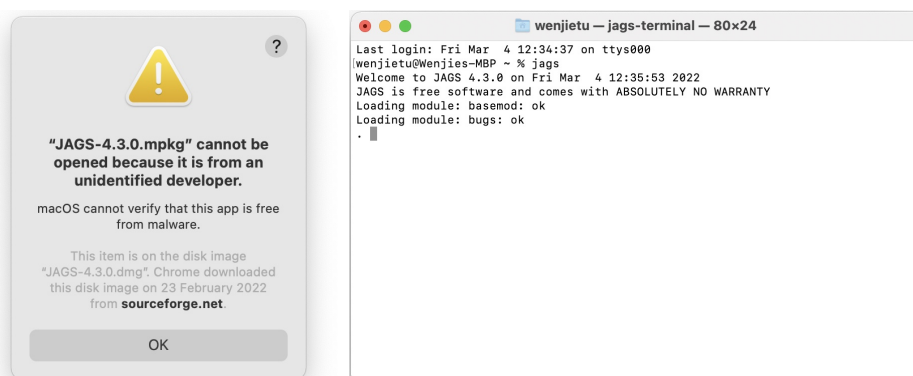 ?
“JAGS-4.3.0.mpkg” cannot be
opened because it is from an
unidentified developer.
macOS cannot verify that this app is free
from malware.
This item is on the disk image
“JAGS-4.3.0.dmg”. Chrome downloaded
this disk image on 23 February 2022
from sourceforge.net.
OK
wenjietu — jags-terminal — 80×24
Last login: Fri Mar  4 12:34:37 on ttys000
[wenjietu@Wenjies-MBP ~ % jags
Welcome to JAGS 4.3.0 on Fri Mar  4 12:35:53 2022
JAGS is free software and comes with ABSOLUTELY NO WARRANTY
Loading module: basemod: ok
Loading module: bugs: ok
.